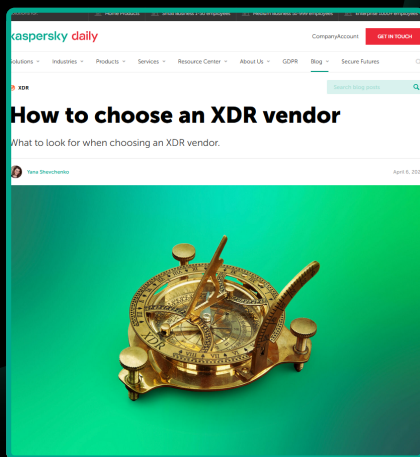 kaspersky daily
CompanyAccount
GET IN TOUCH
Solutions
Industries
Products
Services
Resource Center
About Us
GDPR
Blog
Secure Futures
XDR
Search blog posts
How to choose an XDR vendor
What to look for when choosing an XDR vendor.
Yana Shevchenko
April 6,
XDR